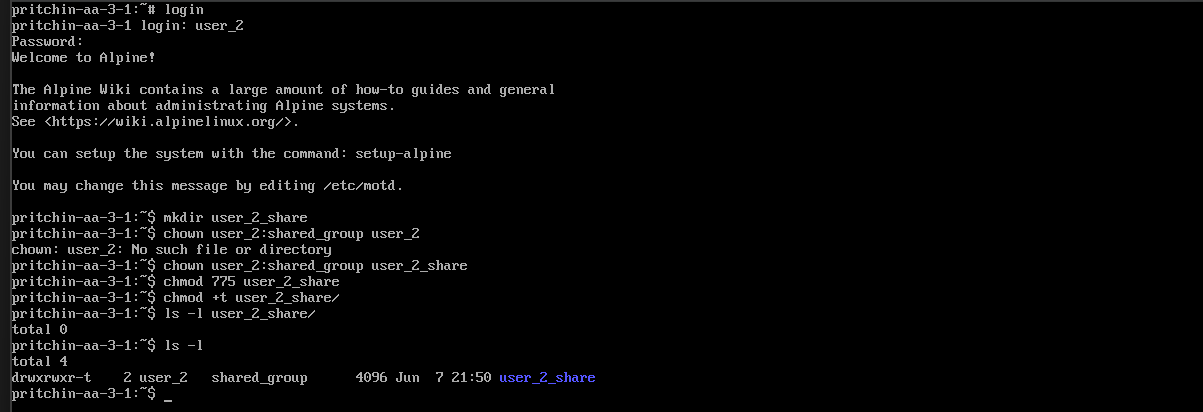 pritchin-aa-3-1:~# login
pritchin-aa-3-1 login: user_2
Password:
Welcome to Alpine!
The Alpine Wiki contains a large amount of how-to guides and general
information about administrating Alpine systems.
See <https://wiki.alpinelinux.org/>.
You can setup the system with the command: setup-alpine
You may change this message by editing /etc/motd.
pritchin-aa-3-1:~$ mkdir user_2_share
pritchin-aa-3-1:~$ chown user_2:shared_group user_2
chown: user_2: No such file or directory
pritchin-aa-3-1:~$ chown user_2:shared_group user_2_share
pritchin-aa-3-1:~$ chmod 775 user_2_share
pritchin-aa-3-1:~$ chmod +t user_2_share/
pritchin-aa-3-1:~$ ls -l user_2_share/
total 0
pritchin-aa-3-1:~$ ls -l
total 4
drwxrwxr-t    2 user_2   shared_group      4096 Jun  7 21:50 user_2_share
pritchin-aa-3-1:~$ _